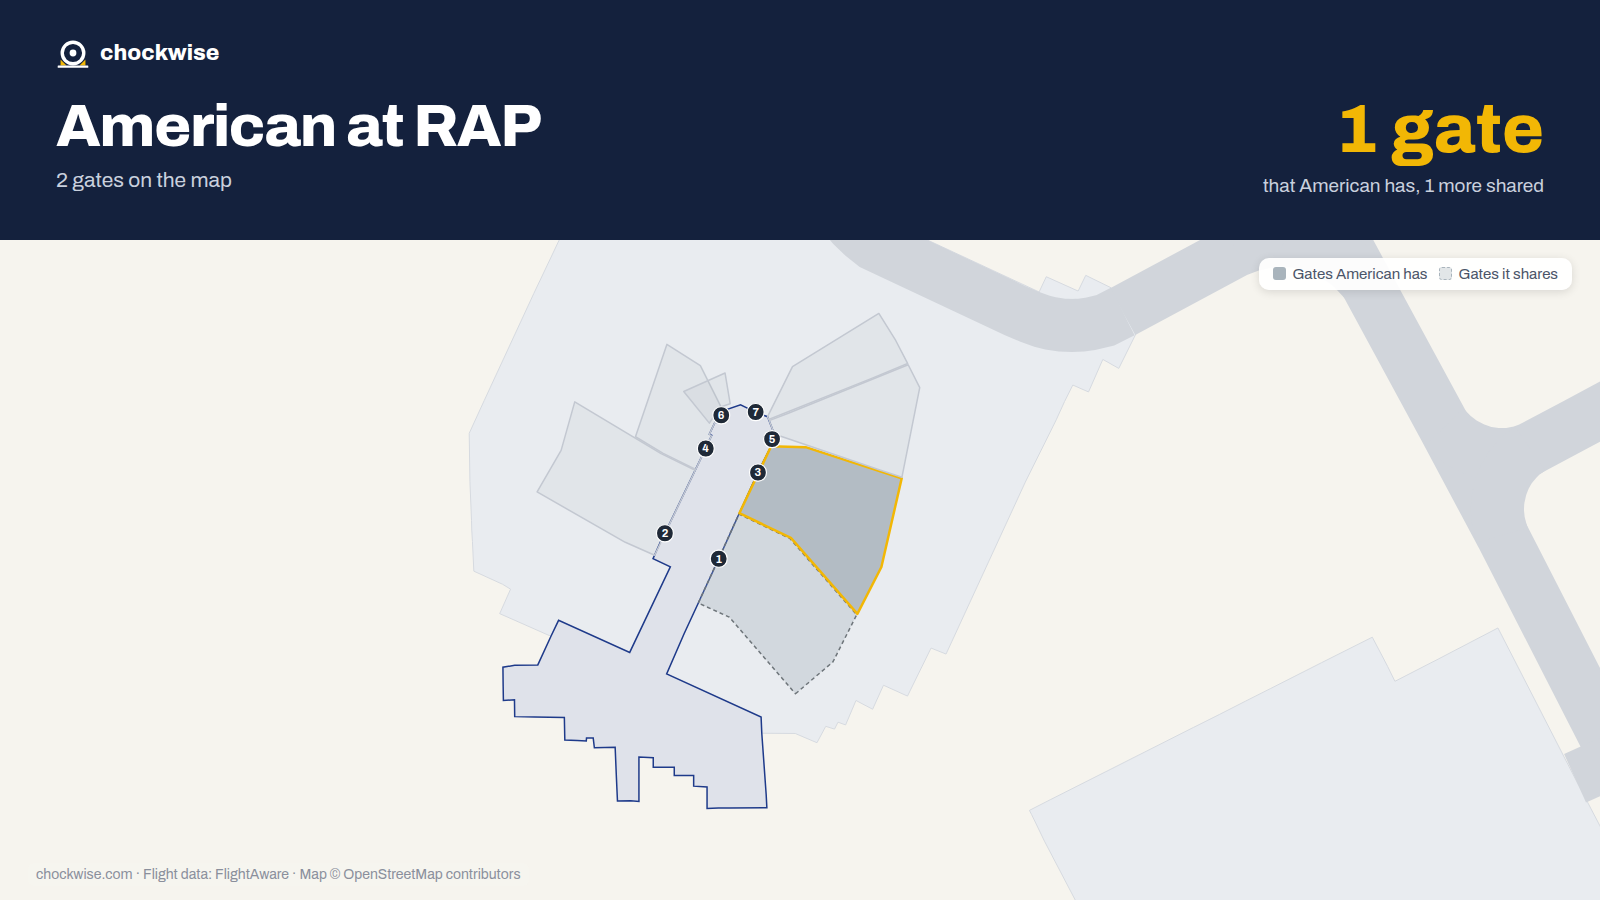 chockwise
American at RAP
2 gates on the map
1 gate
that American has, 1 more shared
Gates American has
Gates it shares
6
7
5
4
3
2
1
chockwise.com · Flight data: FlightAware · Map © OpenStreetMap contributors